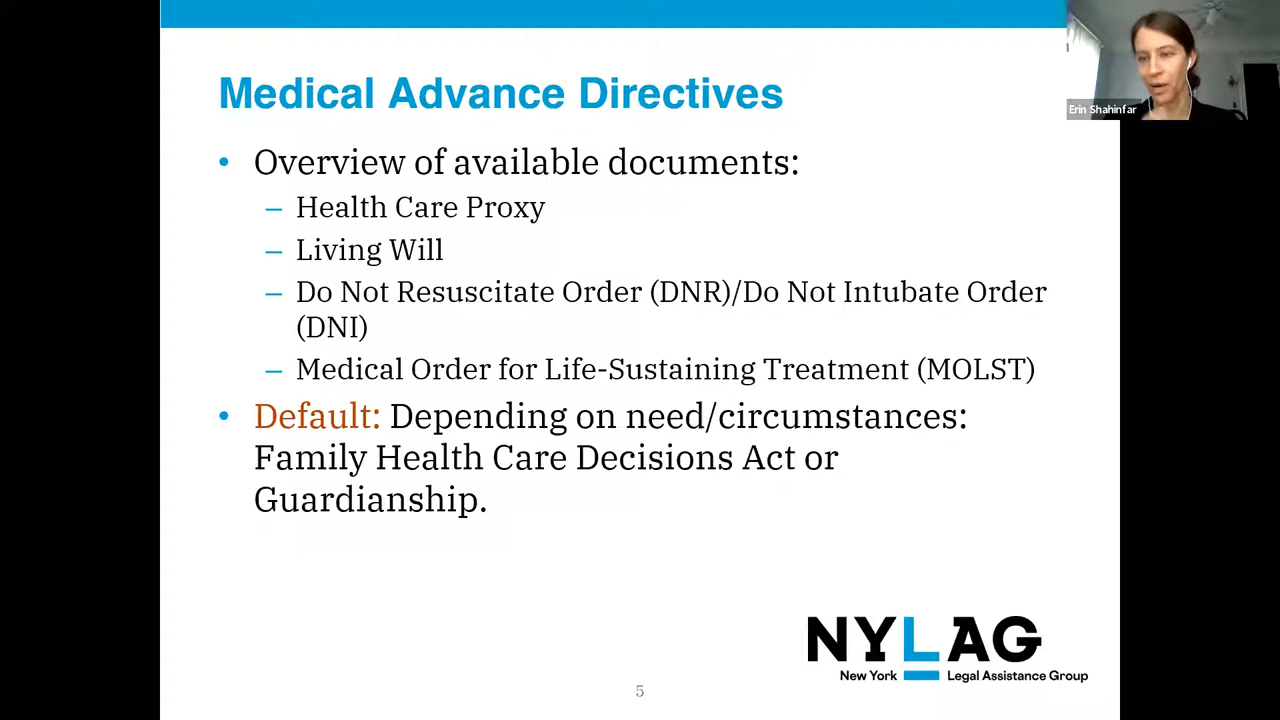 Medical Advance Directives
Erin Shahinfar
• Overview of available documents:
– Health Care Proxy
– Living Will
– Do Not Resuscitate Order (DNR)/Do Not Intubate Order
(DNI)
– Medical Order for Life-Sustaining Treatment (MOLST)
• Default: Depending on need/circumstances:
Family Health Care Decisions Act or
Guardianship.
NYLAG
New York Legal Assistance Group
5